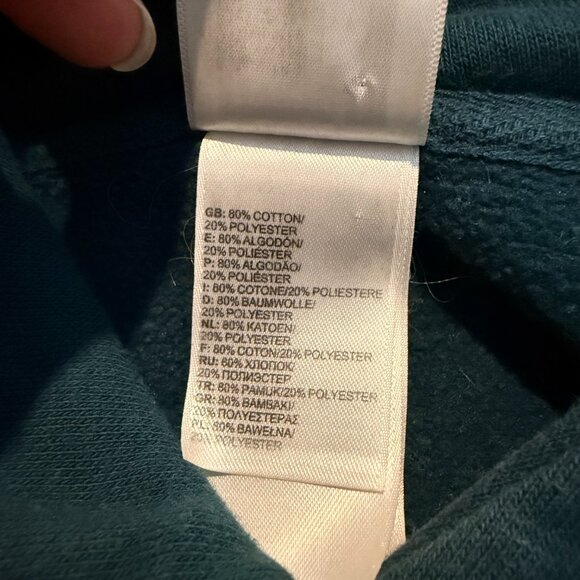 GB: 80% COTTON/
20% POLYESTER
E: 80% ALGODÓN/
20% POLIÉSTER
P: 80% ALGODÃO/
20% POLIÉSTER
I: 80% COTONE/20% POLIESTERE
D: 80% BAUMWOLLE/
20% POLYESTER
NL: 80% KATOEN/
20% POLYESTER
F: 80% COTON/20% POLYESTER
RU: 80% ХЛОПОК/
20% ПОЛИЭСТЕР
TR: 80% PAMUK/20% POLYESTER
GR: 80% BAMBAKI/
20% ΠΟΛΥΕΣΤΕΡΑΣ
PL: 80% BAWEŁNA/
20% POLYESTER